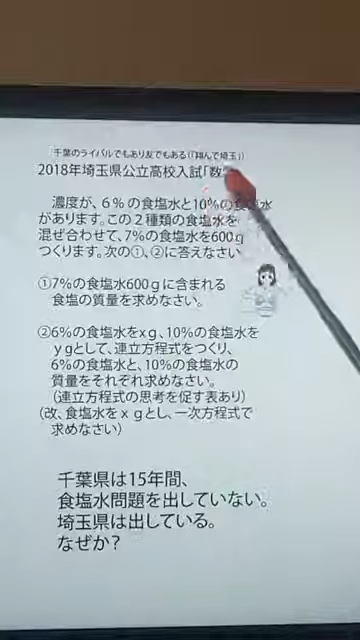 千葉のライバルでもあり友でもある(「翔んで埼玉」)
2018年埼玉県公立高校入試「数
濃度が、6%の食塩水と10%の食塩水
があります。この2種類の食塩水を
混ぜ合わせて、7%の食塩水を600g
つくります。次の①、②に答えなさい
①7%の食塩水600gに含まれる
食塩の質量を求めなさい。
②6%の食塩水をxg、10%の食塩水を
ygとして、連立方程式をつくり、
6%の食塩水と、10%の食塩水の
質量をそれぞれ求めなさい。
(連立方程式の思考を促す表あり)
(改、食塩水をxgとし、一次方程式で
求めなさい)
千葉県は15年間、
食塩水問題を出していない。
埼玉県は出している。
なぜか?